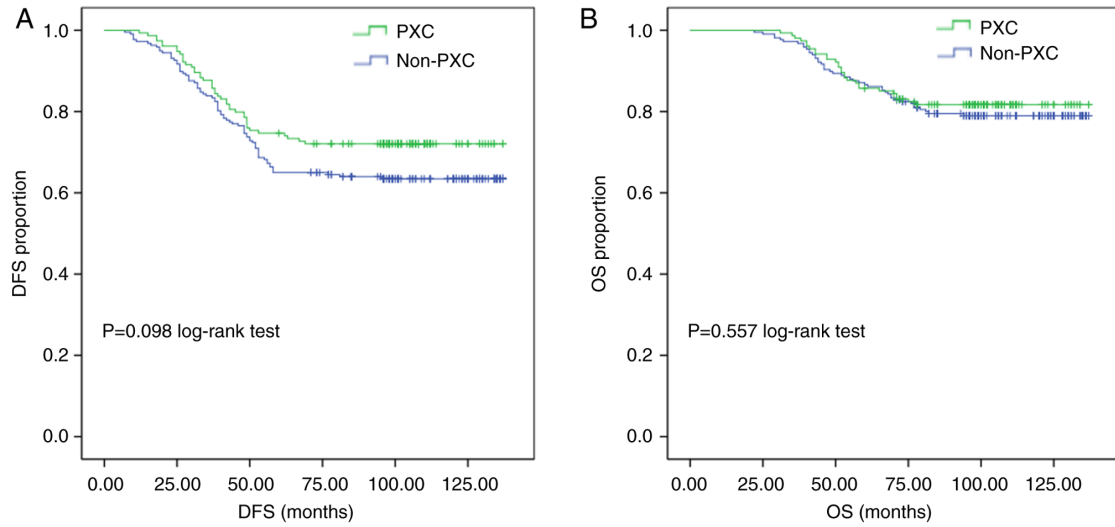 A
PXC
Non-PXC
1.0
0.8
0.6
0.4
0.2
0.0
DFS proportion
P=0.098 log-rank test
0.00 25.00 50.00 75.00 100.00 125.00
DFS (months)
B
PXC
Non-PXC
1.0
0.8
0.6
0.4
0.2
0.0
OS proportion
P=0.557 log-rank test
0.00 25.00 50.00 75.00 100.00 125.00
OS (months)